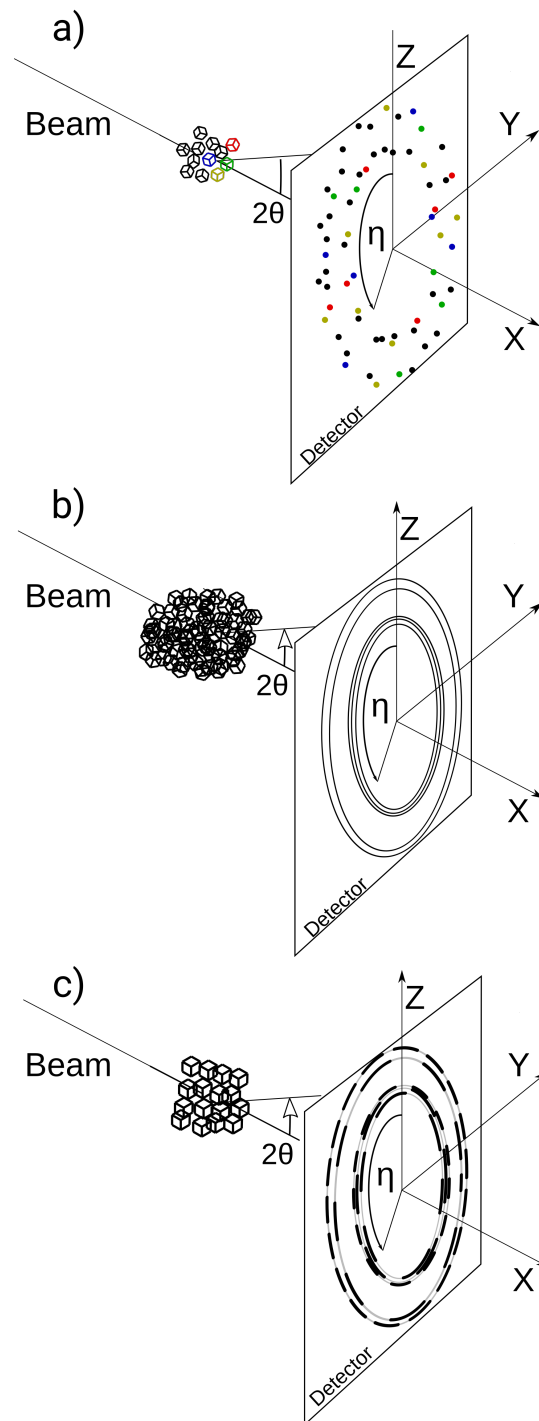 a)
Z
Beam
Y
2θ
η
X
Detector
b)
Z
Beam
Y
2θ
η
X
Detector
c)
Z
Beam
Y
2θ
η
X
Detector